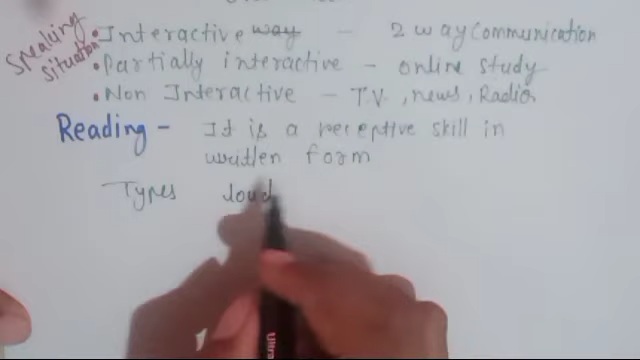 Speaking
Situation
• Interactive way - 2 way Communication
• Partially interactive - online study
• Non Interactive - T.V, news, Radio
Reading - It is a receptive skill in
written form
Types loud
Ultra